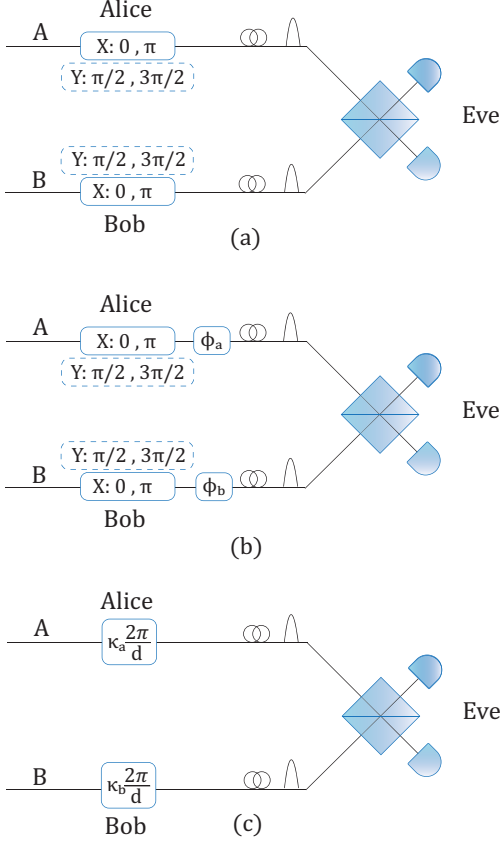 Alice
A
X: 0 , π
Y: π/2 , 3π/2
Eve
Y: π/2 , 3π/2
B
X: 0 , π
Bob
(a)
Alice
A
X: 0 , π
ϕa
Y: π/2 , 3π/2
Eve
Y: π/2 , 3π/2
B
X: 0 , π
ϕb
Bob
(b)
Alice
A
κa 2π/d
Eve
B
κb 2π/d
Bob
(c)